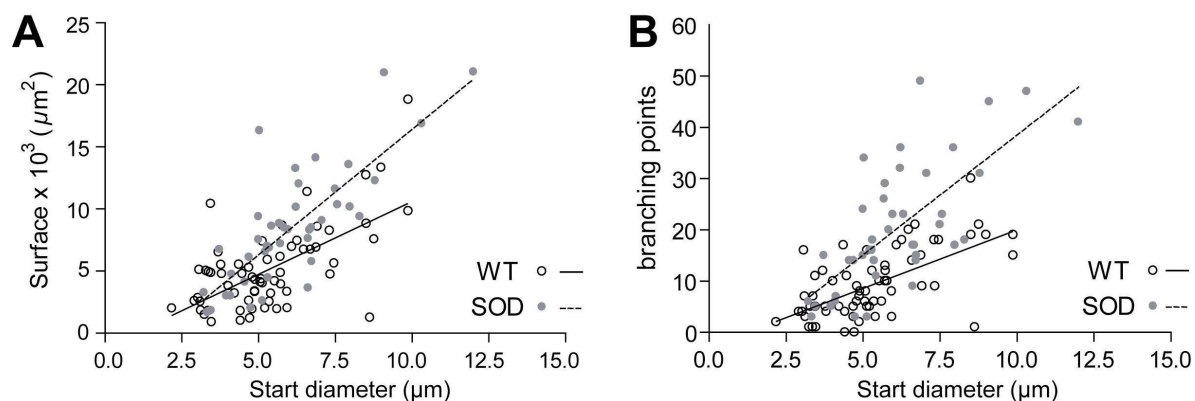 A
Surface x 10³ (µm²)
25
20
15
10
5
0
0.0 2.5 5.0 7.5 10.0 12.5 15.0
Start diameter (µm)
WT
SOD
B
branching points
60
50
40
30
20
10
0
0.0 2.5 5.0 7.5 10.0 12.5 15.0
Start diameter (µm)
WT
SOD